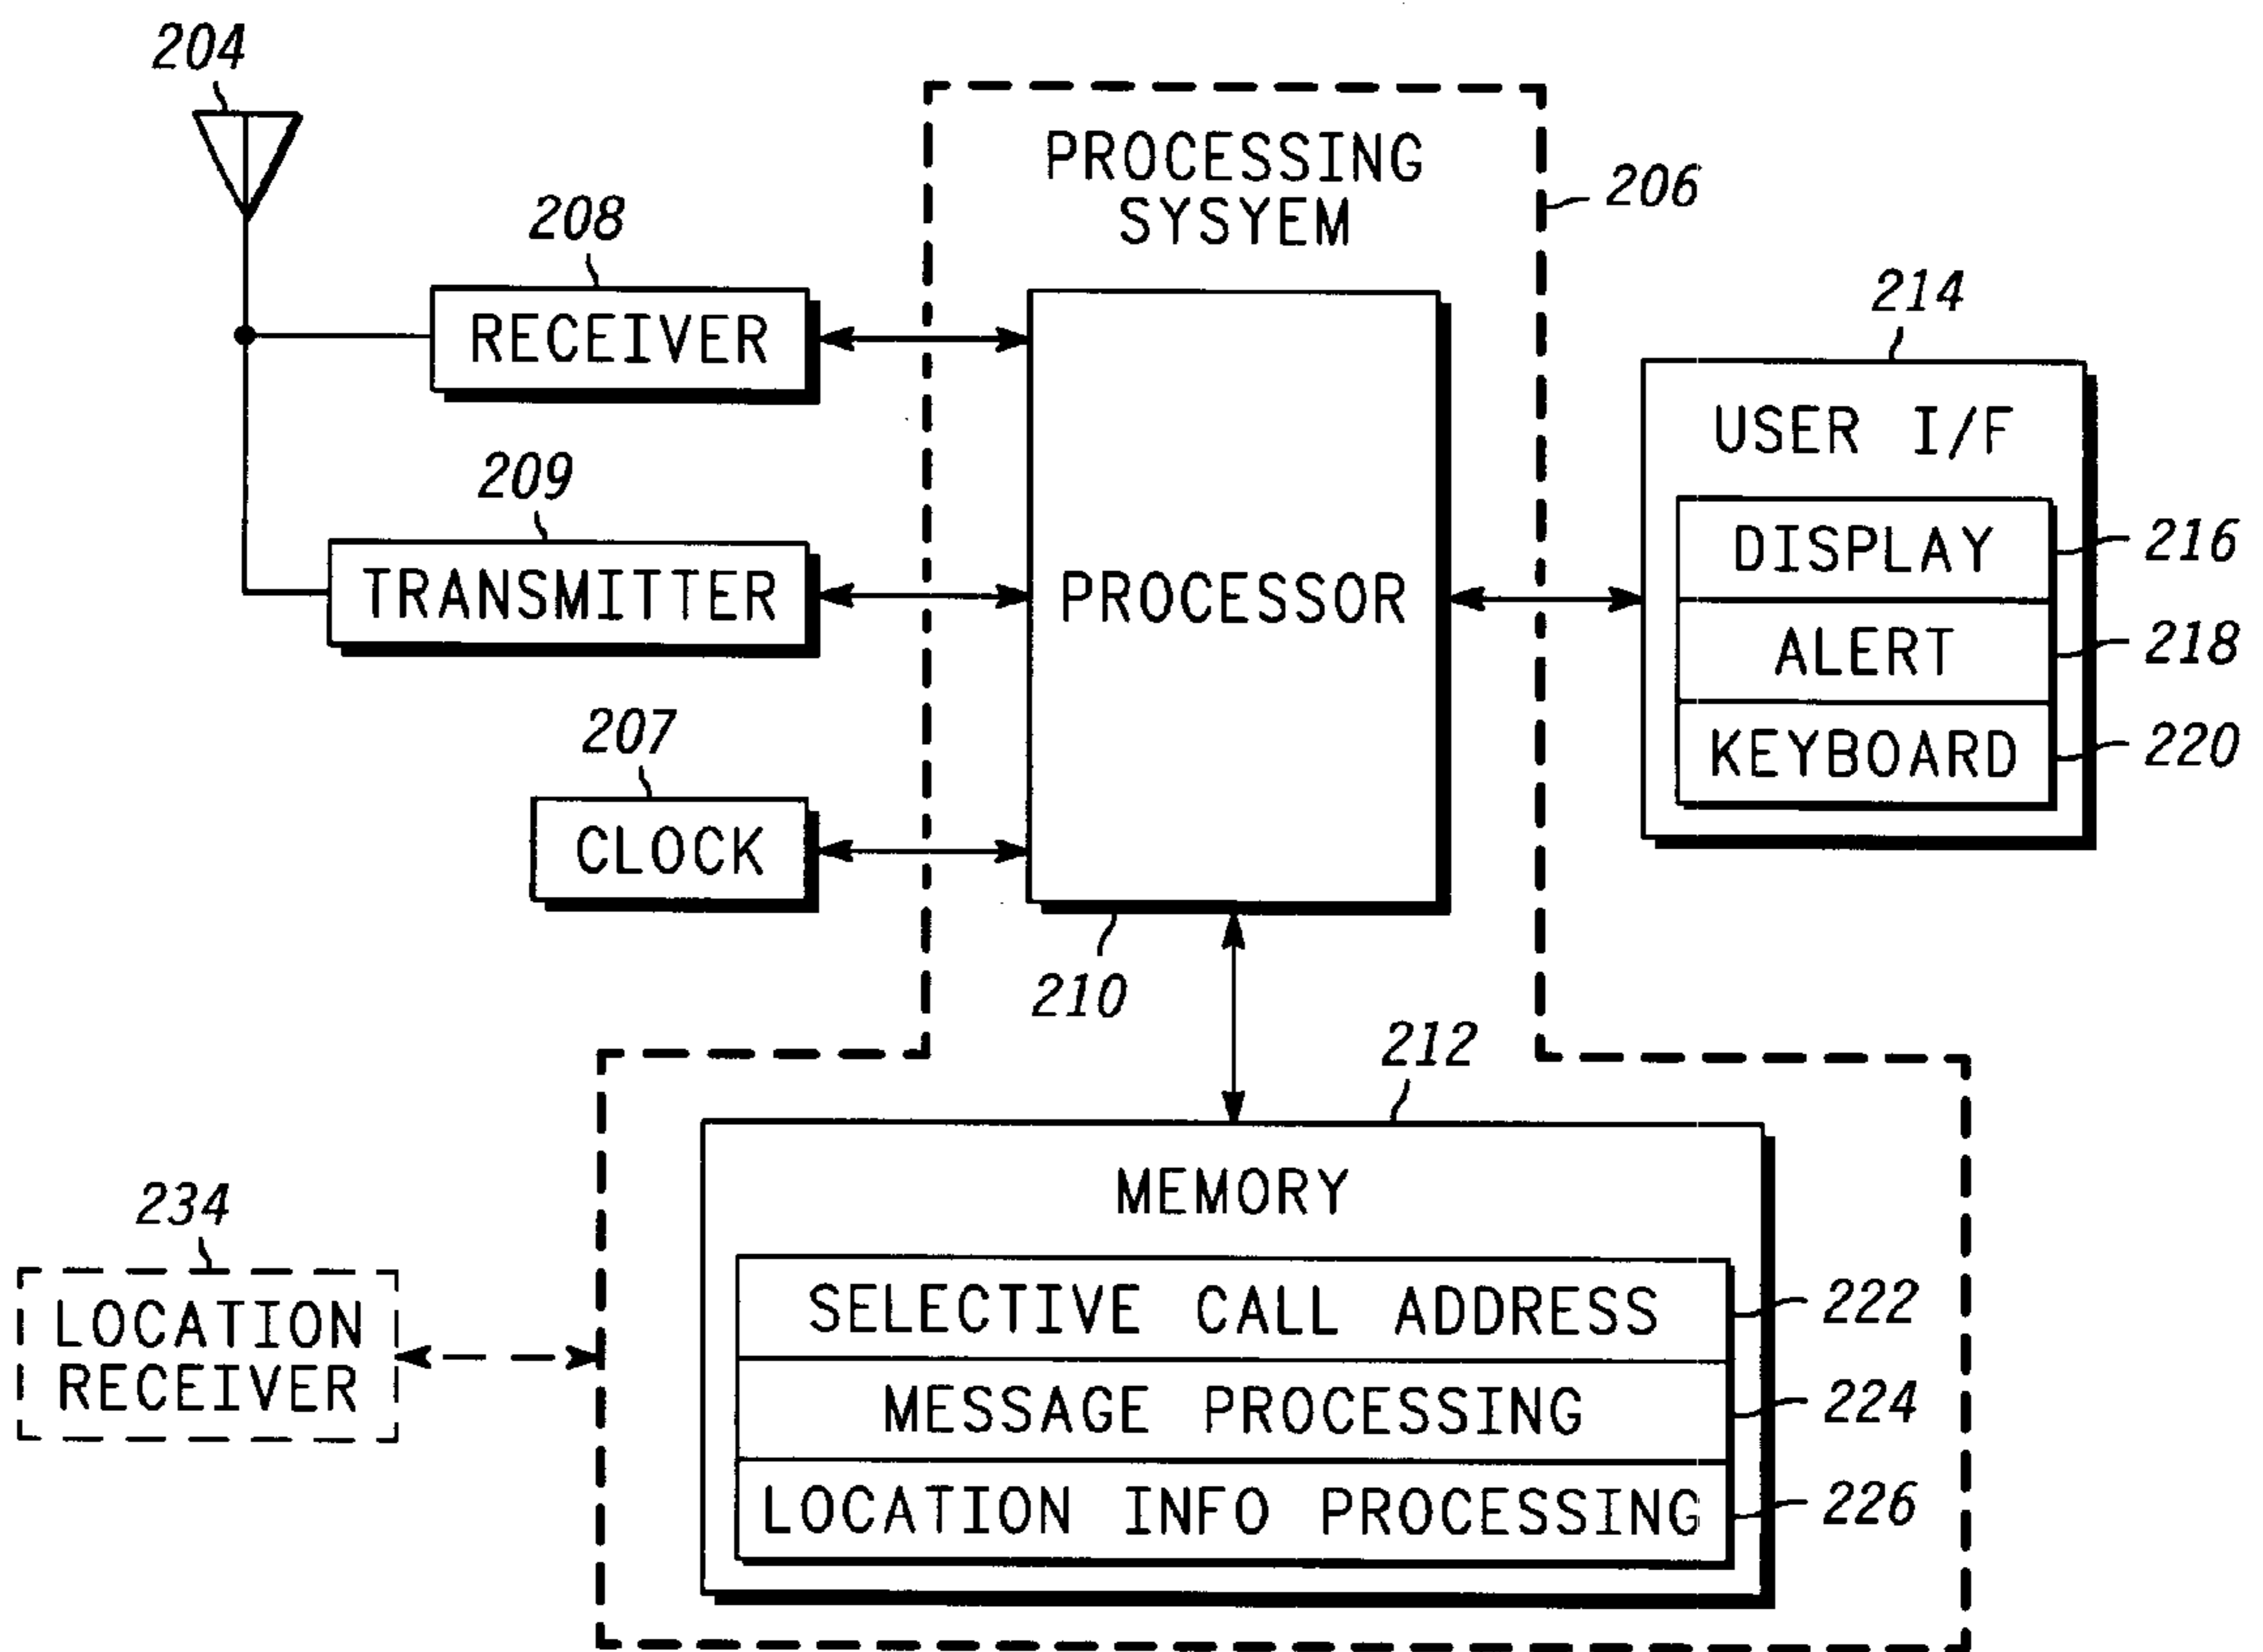 204
PROCESSING
SYSYEM
206
208
RECEIVER
214
USER I/F
209
TRANSMITTER
PROCESSOR
DISPLAY
216
ALERT
218
KEYBOARD
220
207
CLOCK
210
212
MEMORY
234
LOCATION
RECEIVER
SELECTIVE CALL ADDRESS
222
MESSAGE PROCESSING
224
LOCATION INFO PROCESSING
226